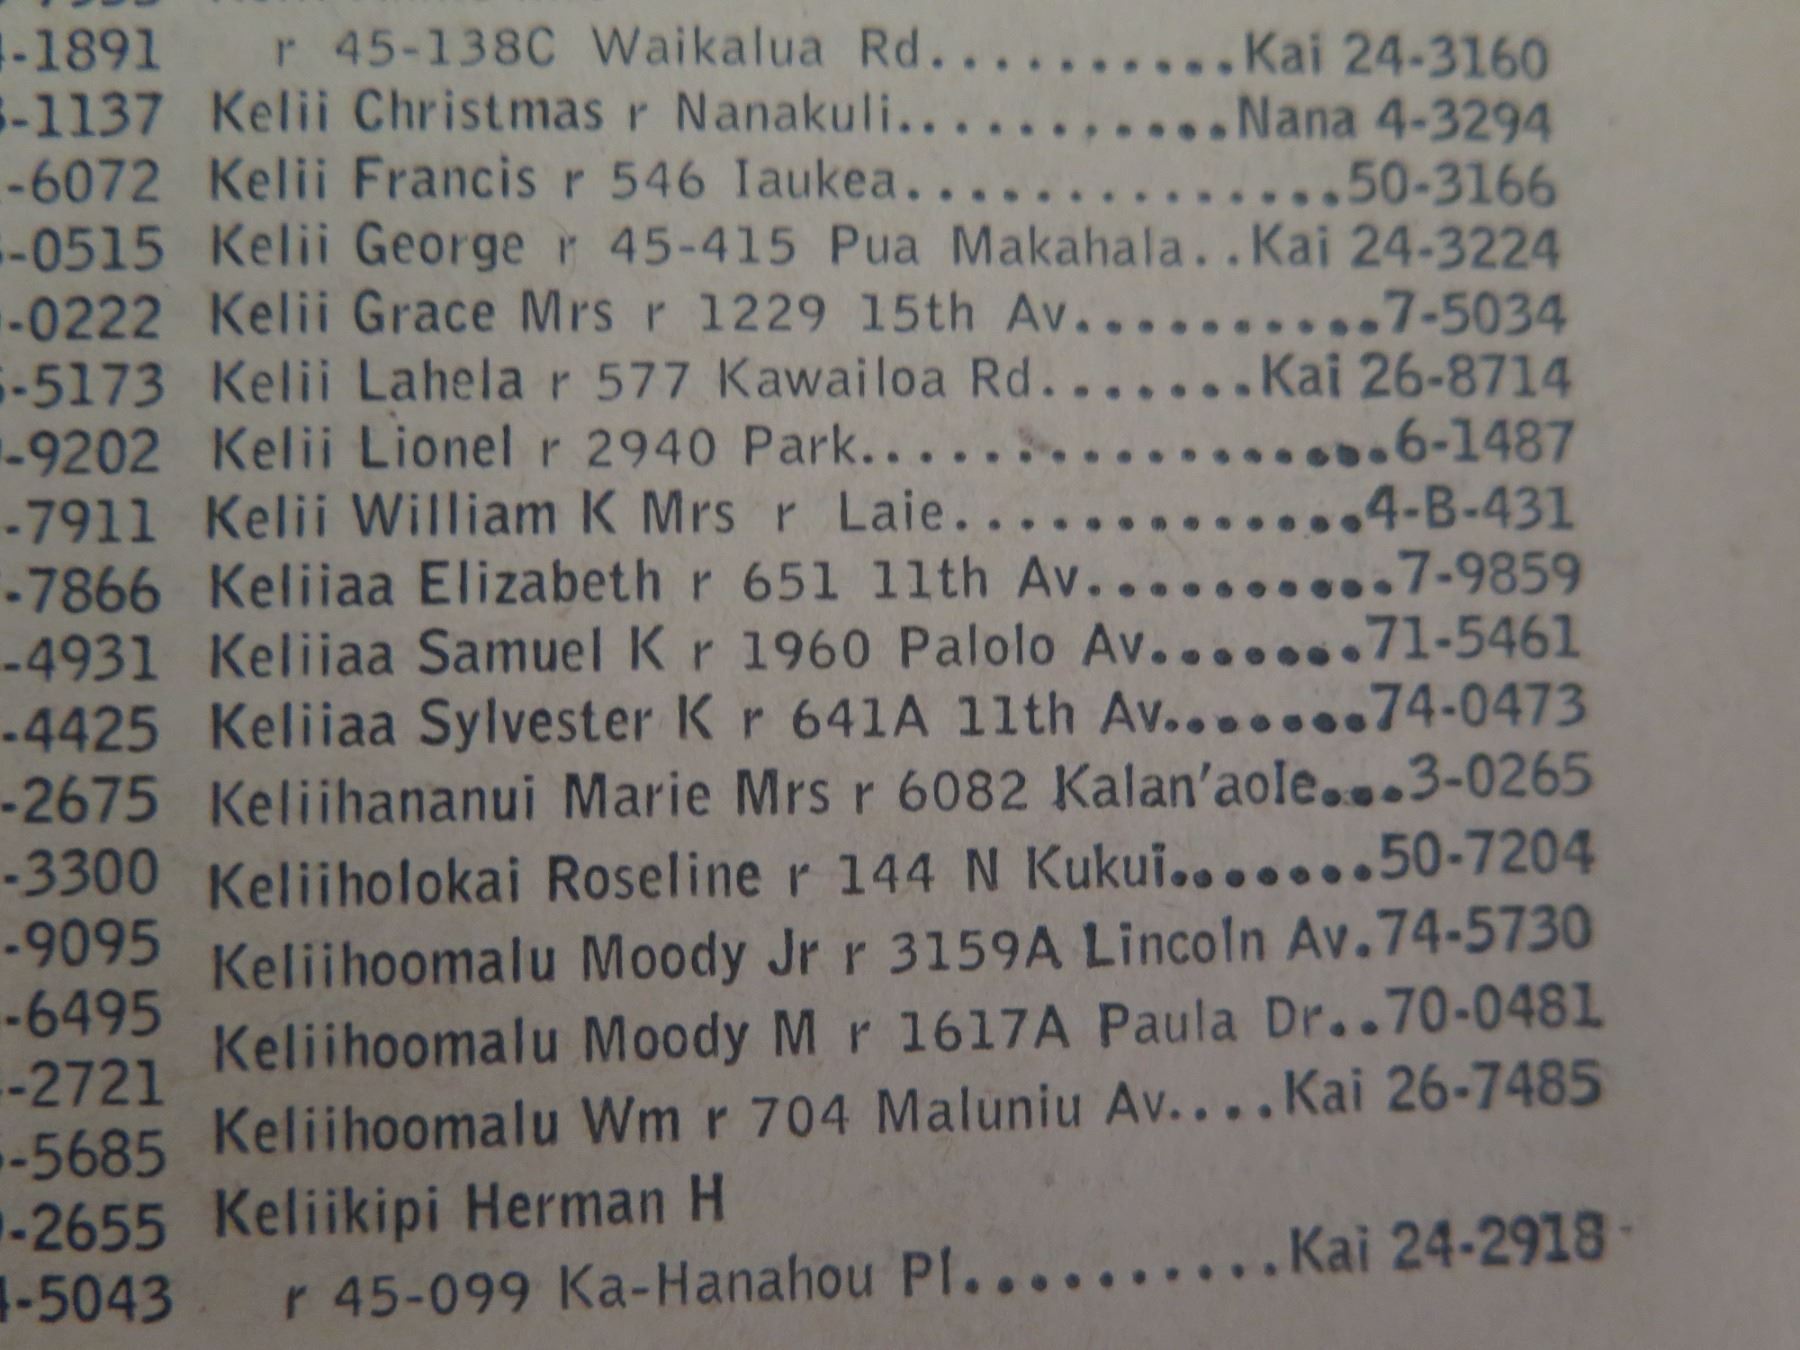 -1891
-1137
-6072
-0515
-0222
-5173
-9202
-7911
-7866
-4931
-4425
-2675
-3300
-9095
-6495
-2721
-5685
-2655
-5043
r 45-138C Waikalua Rd..........Kai 24-3160
Kelii Christmas r Nanakuli............Nana 4-3294
Kelii Francis r 546 Iaukea..............50-3166
Kelii George r 45-415 Pua Makahala..Kai 24-3224
Kelii Grace Mrs r 1229 15th Av..........7-5034
Kelii Lahela r 577 Kawailoa Rd.......Kai 26-8714
Kelii Lionel r 2940 Park.................6-1487
Kelii William K Mrs r Laie.............4-B-431
Keliiaa Elizabeth r 651 11th Av..........7-9859
Keliiaa Samuel K r 1960 Palolo Av.......71-5461
Keliiaa Sylvester K r 641A 11th Av.......74-0473
Keliihananui Marie Mrs r 6082 Kalan'aole...3-0265
Keliiholokai Roseline r 144 N Kukui.......50-7204
Keliihoomalu Moody Jr r 3159A Lincoln Av.74-5730
Keliihoomalu Moody M r 1617A Paula Dr..70-0481
Keliihoomalu Wm r 704 Maluniu Av....Kai 26-7485
Keliikipi Herman H
r 45-099 Ka-Hanahou Pl..........Kai 24-2918